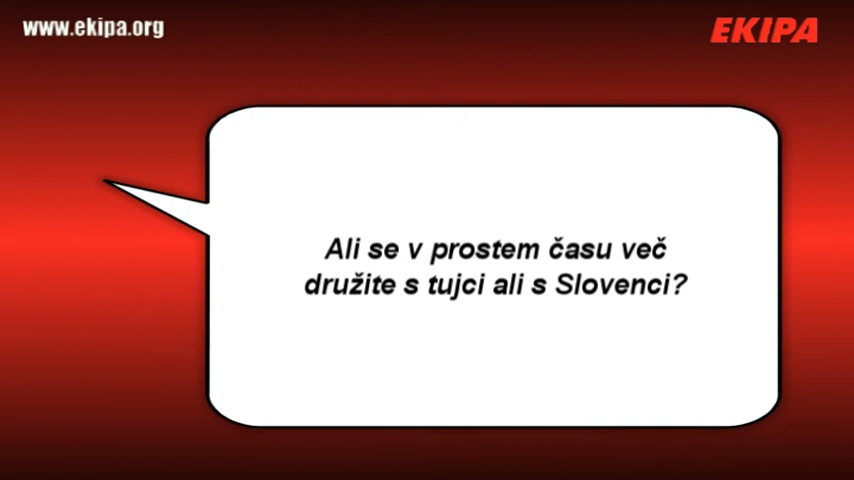 www.ekipa.org
EKIPA
Ali se v prostem času več
družite s tujci ali s Slovenci?